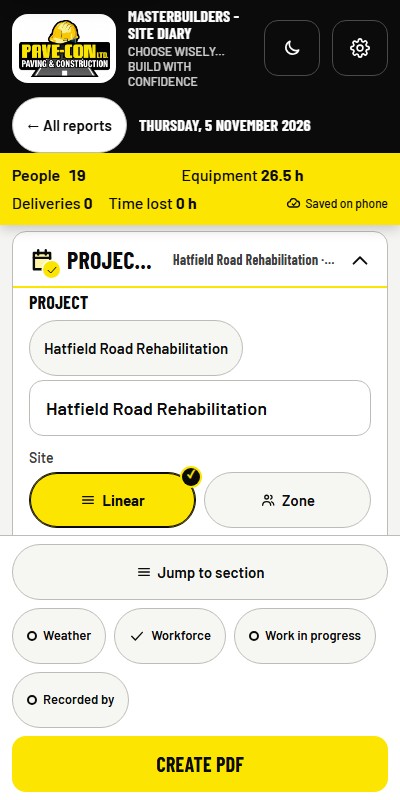 PAVE-CON LTD.
PAVING & CONSTRUCTION
MASTERBUILDERS -
SITE DIARY
CHOOSE WISELY...
BUILD WITH
CONFIDENCE
← All reports
THURSDAY, 5 NOVEMBER 2026
People 19
Equipment 26.5 h
Deliveries 0 Time lost 0 h
Saved on phone
PROJEC...
Hatfield Road Rehabilitation ·...
PROJECT
Hatfield Road Rehabilitation
Hatfield Road Rehabilitation
Site
Linear
Zone
Jump to section
Weather
Workforce
Work in progress
Recorded by
CREATE PDF